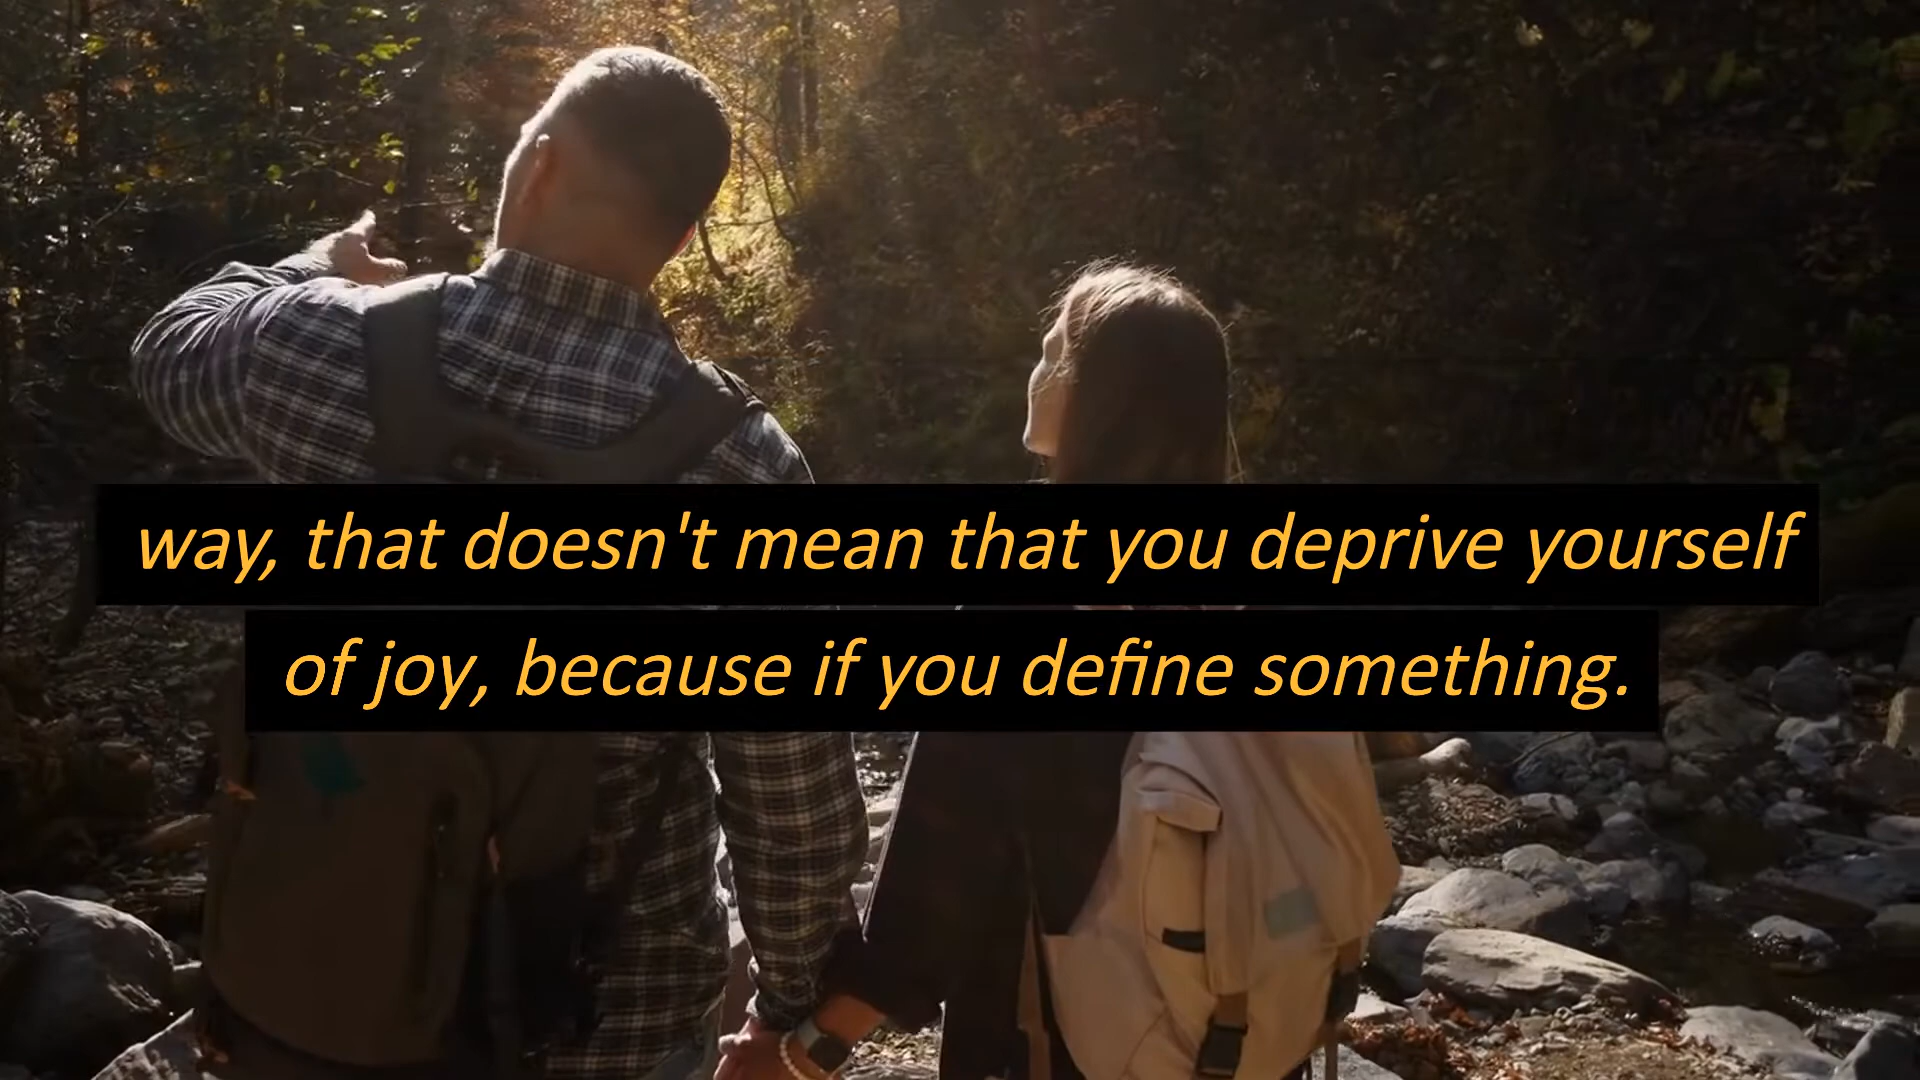 way, that doesn't mean that you deprive yourself
of joy, because if you define something.